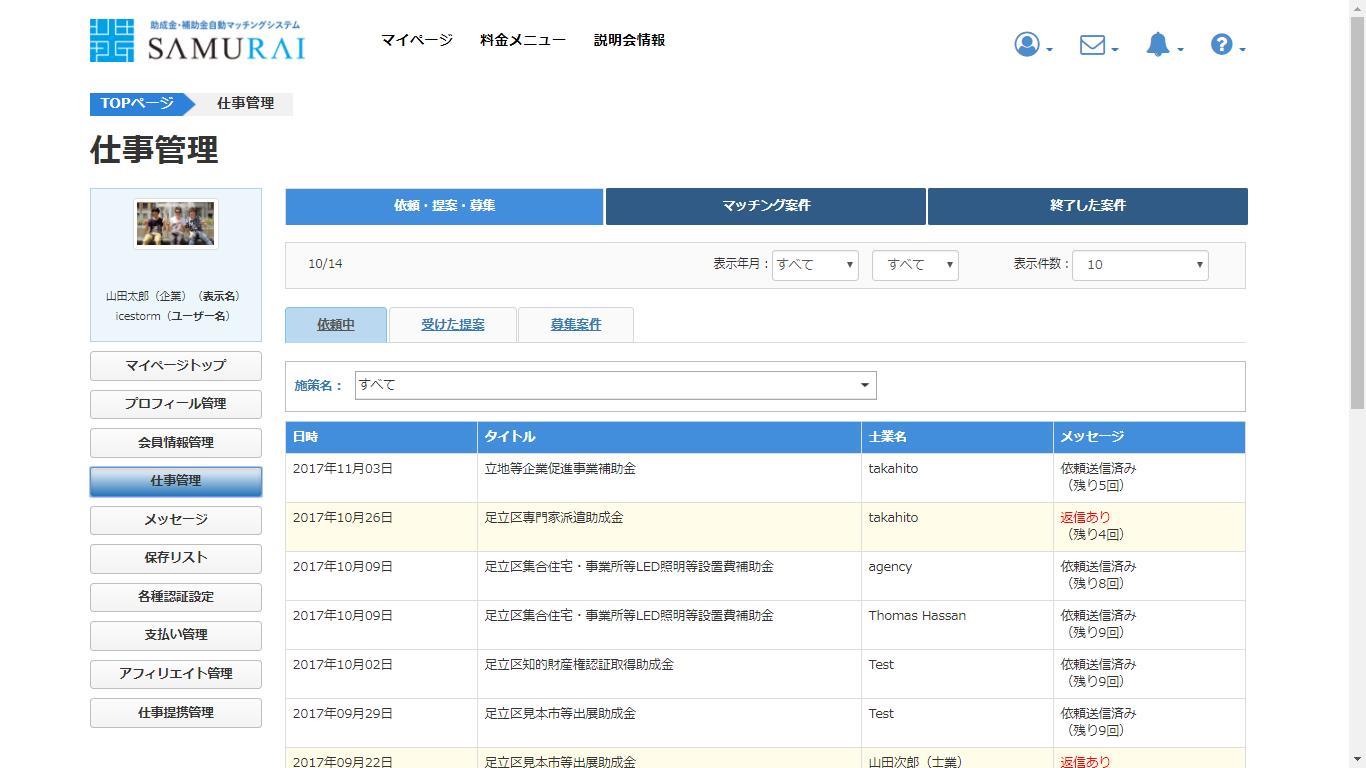 助成金・補助金自動マッチングシステム
SAMURAI
マイページ 料金メニュー 説明会情報
TOPページ 仕事管理
仕事管理
山田太郎（企業）（表示名）
icestorm（ユーザー名）
マイページトップ
プロフィール管理
会員情報管理
仕事管理
メッセージ
保存リスト
各種認証設定
支払い管理
アフィリエイト管理
仕事提携管理
依頼・提案・募集 マッチング案件 終了した案件
10/14 表示年月： すべて すべて 表示件数： 10
依頼中 受けた提案 募集案件
施策名： すべて
日時 タイトル 士業名 メッセージ
2017年11月03日 立地等企業促進事業補助金 takahito 依頼送信済み
（残り5回）
2017年10月26日 足立区専門家派遣助成金 takahito 返信あり
（残り4回）
2017年10月09日 足立区集合住宅・事業所等LED照明等設置費補助金 agency 依頼送信済み
（残り8回）
2017年10月09日 足立区集合住宅・事業所等LED照明等設置費補助金 Thomas Hassan 依頼送信済み
（残り9回）
2017年10月02日 足立区知的財産権認証取得助成金 Test 依頼送信済み
（残り9回）
2017年09月29日 足立区見本市等出展助成金 Test 依頼送信済み
（残り9回）
2017年09月22日 足立区見本市等出展助成金 山田次郎（士業） 返信あり